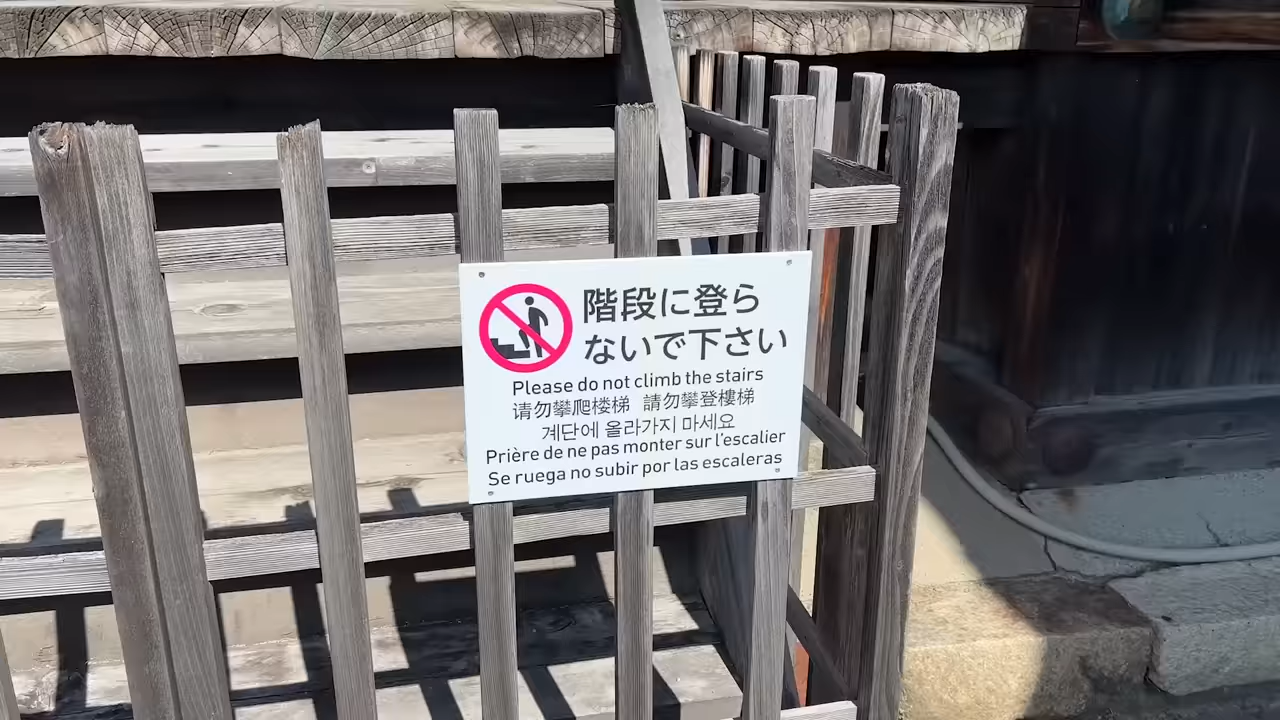 階段に登ら
ないで下さい
Please do not climb the stairs
请勿攀爬楼梯 請勿攀登樓梯
계단에 올라가지 마세요
Prière de ne pas monter sur l'escalier
Se ruega no subir por las escaleras